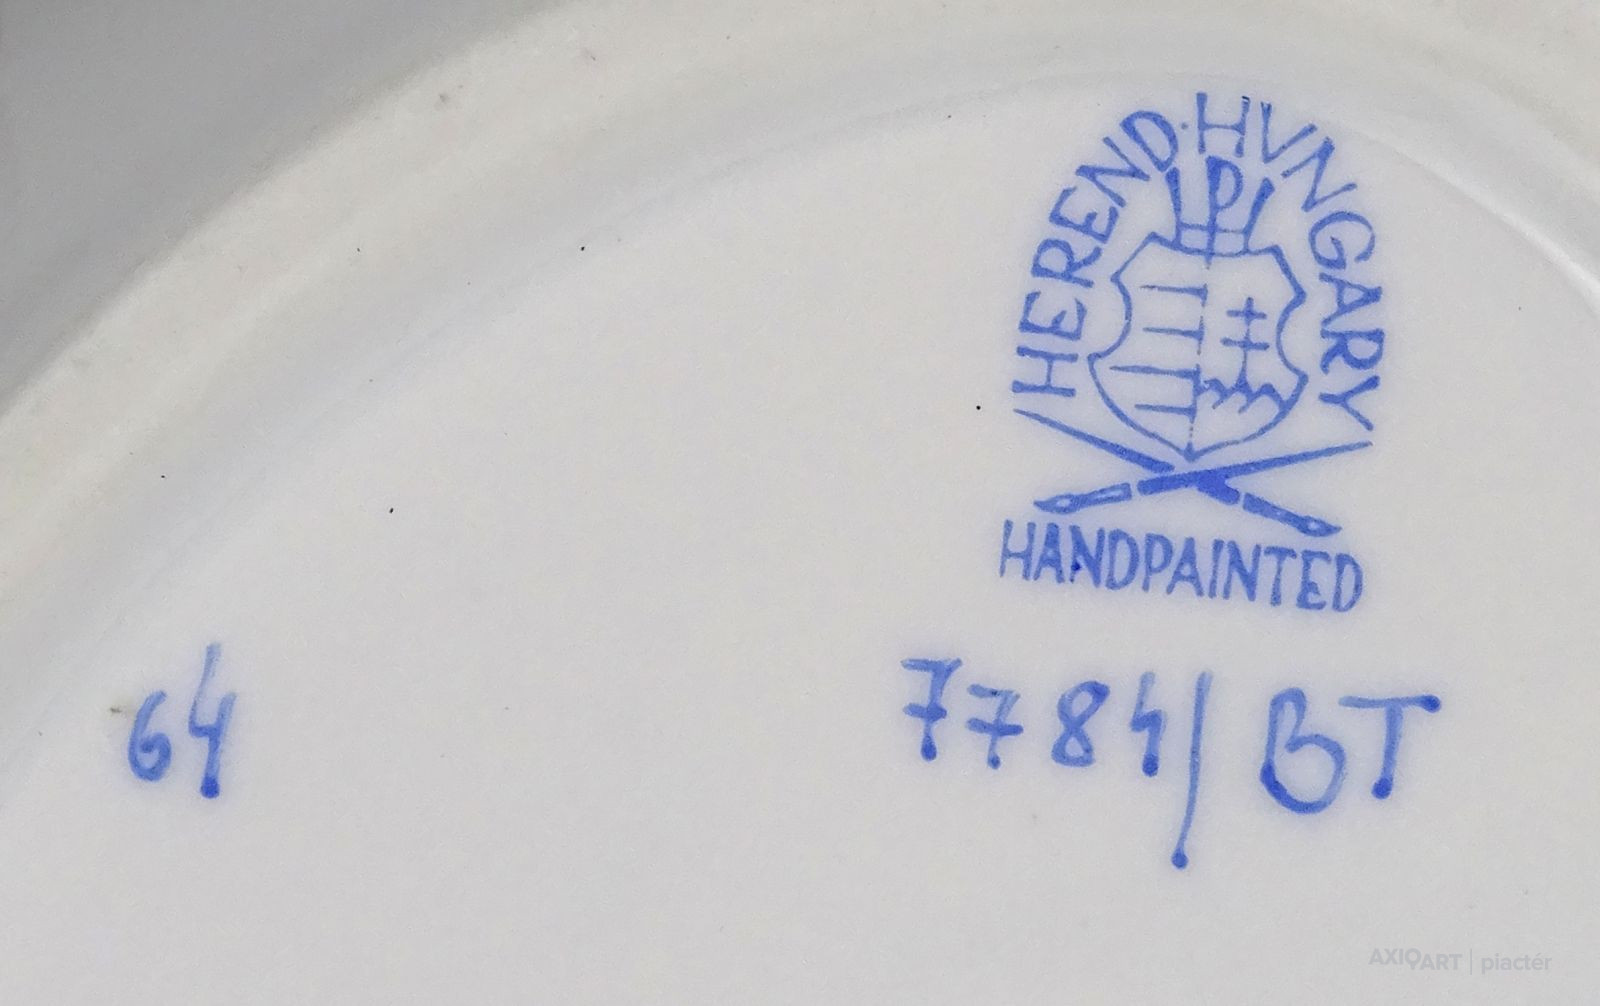 HEREND·HVNGARY
HANDPAINTED
64
7784/BT
AXIOART | piactér